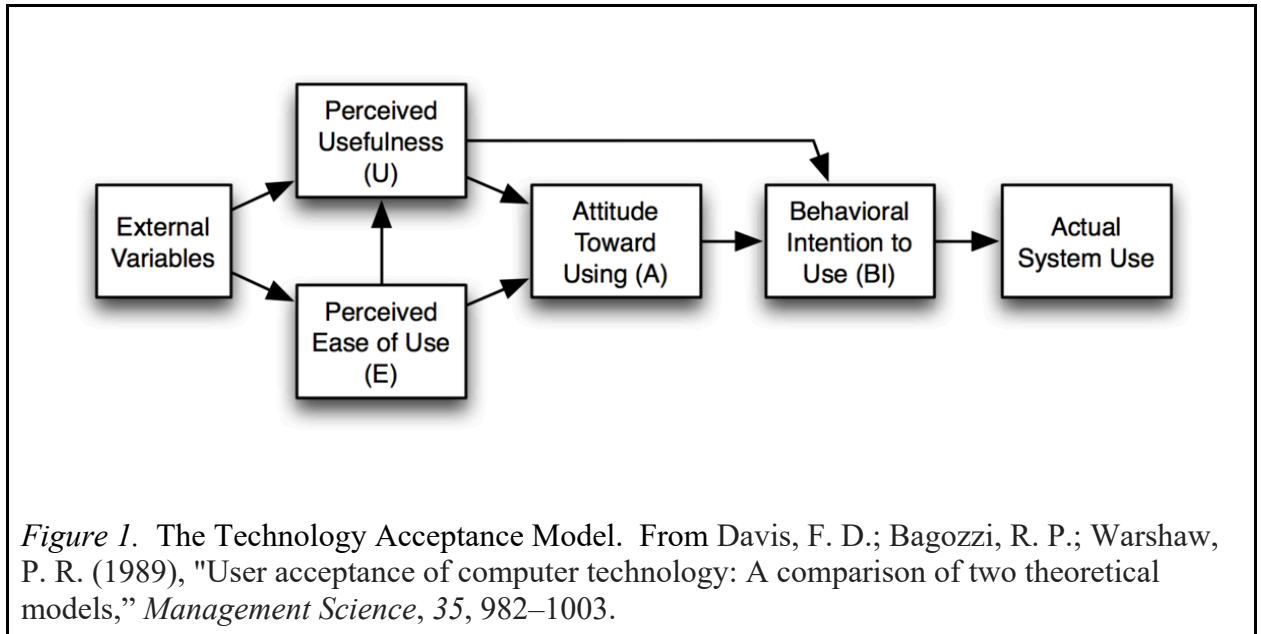 Perceived
Usefulness
(U)
External
Variables
Attitude
Toward
Using (A)
Behavioral
Intention to
Use (BI)
Actual
System Use
Perceived
Ease of Use
(E)
Figure 1.  The Technology Acceptance Model.  From Davis, F. D.; Bagozzi, R. P.; Warshaw,
P. R. (1989), "User acceptance of computer technology: A comparison of two theoretical
models,” Management Science, 35, 982–1003.